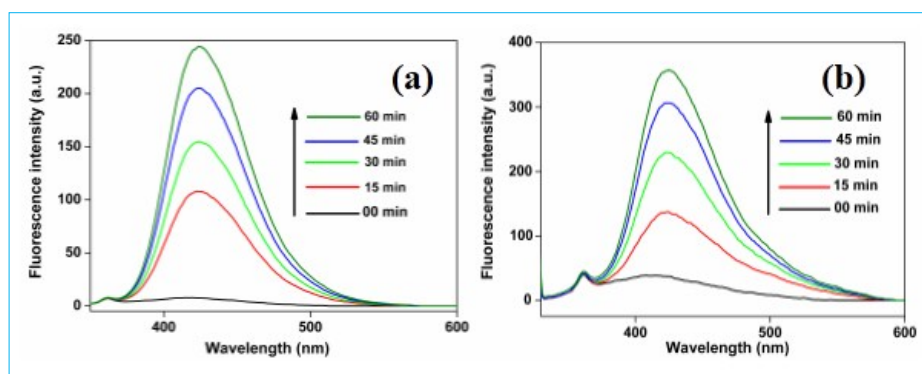 (a)
Fluorescence intensity (a.u.)
250
200
150
100
50
0
60 min
45 min
30 min
15 min
00 min
400
500
600
Wavelength (nm)
(b)
Fluorescence intensity (a.u.)
400
300
200
100
0
60 min
45 min
30 min
15 min
00 min
400
500
600
Wavelength (nm)